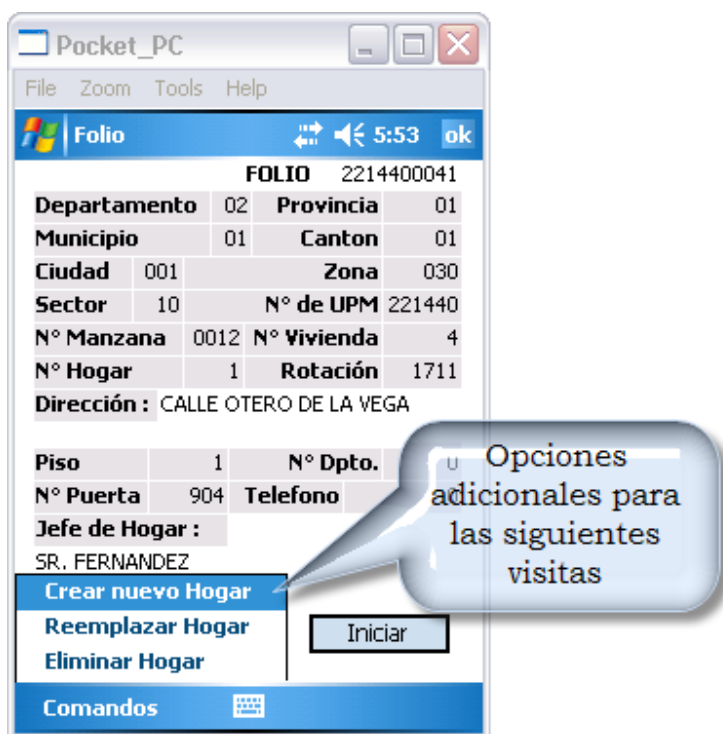 Pocket_PC
File Zoom Tools Help
Folio 5:53 ok
FOLIO 2214400041
Departamento 02 Provincia 01
Municipio 01 Canton 01
Ciudad 001 Zona 030
Sector 10 N° de UPM 221440
N° Manzana 0012 N° Vivienda 4
N° Hogar 1 Rotación 1711
Dirección : CALLE OTERO DE LA VEGA
Piso 1 N° Dpto.
N° Puerta 904 Telefono
Jefe de Hogar :
SR. FERNANDEZ
Opciones
adicionales para
las siguientes
visitas
Crear nuevo Hogar
Reemplazar Hogar
Eliminar Hogar
Iniciar
Comandos